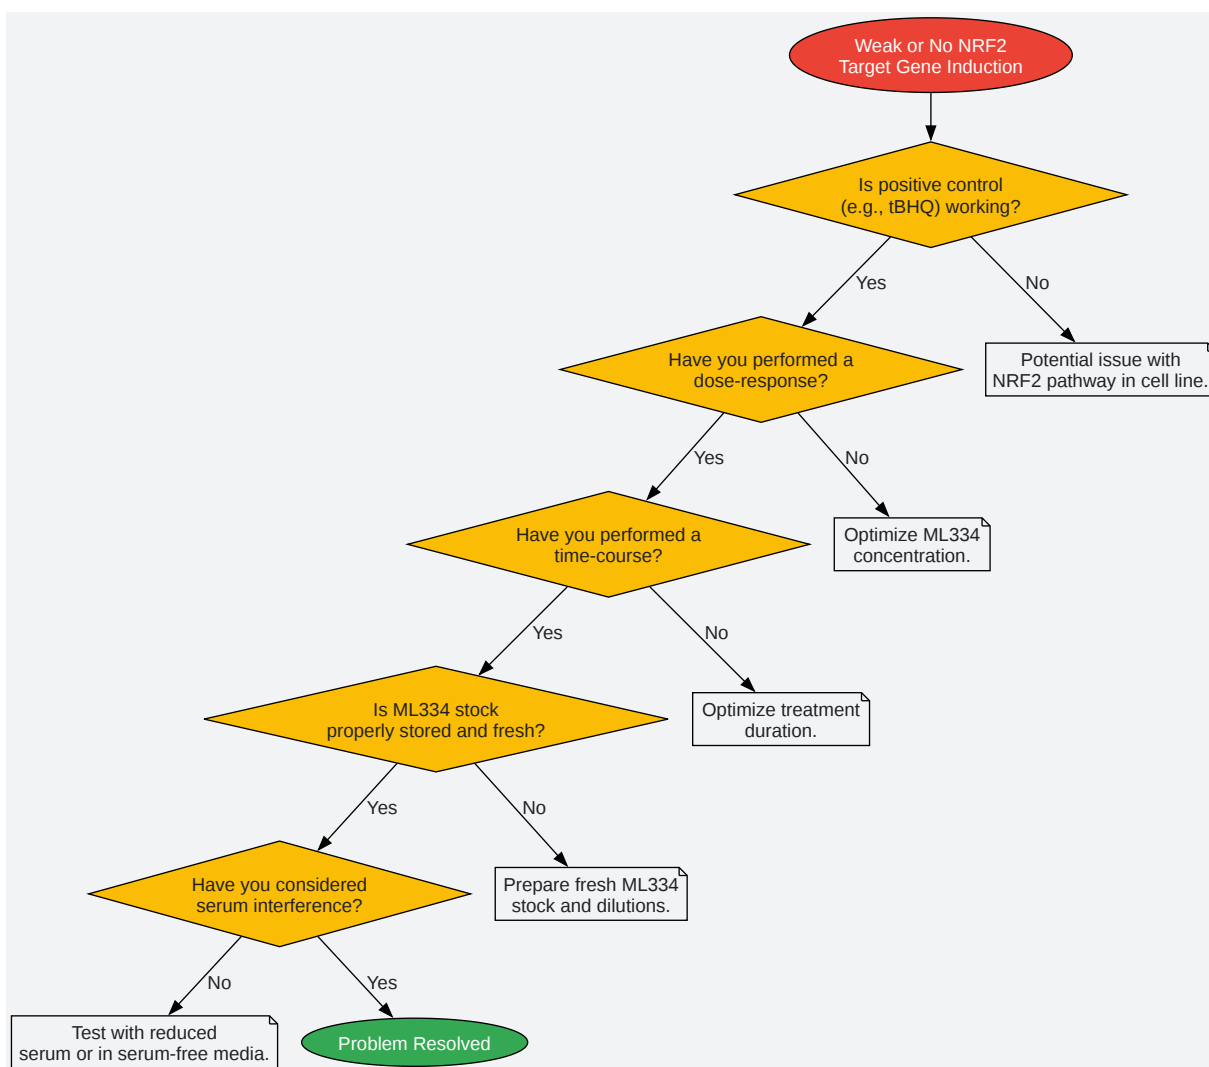 Weak or No NRF2
Target Gene Induction
Is positive control
(e.g., tBHQ) working?
Yes
No
Have you performed a
dose-response?
Potential issue with
NRF2 pathway in cell line.
Yes
No
Have you performed a
time-course?
Optimize ML334
concentration.
Yes
No
Is ML334 stock
properly stored and fresh?
Optimize treatment
duration.
Yes
No
Have you considered
serum interference?
Prepare fresh ML334
stock and dilutions.
No
Yes
Test with reduced
serum or in serum-free media.
Problem Resolved